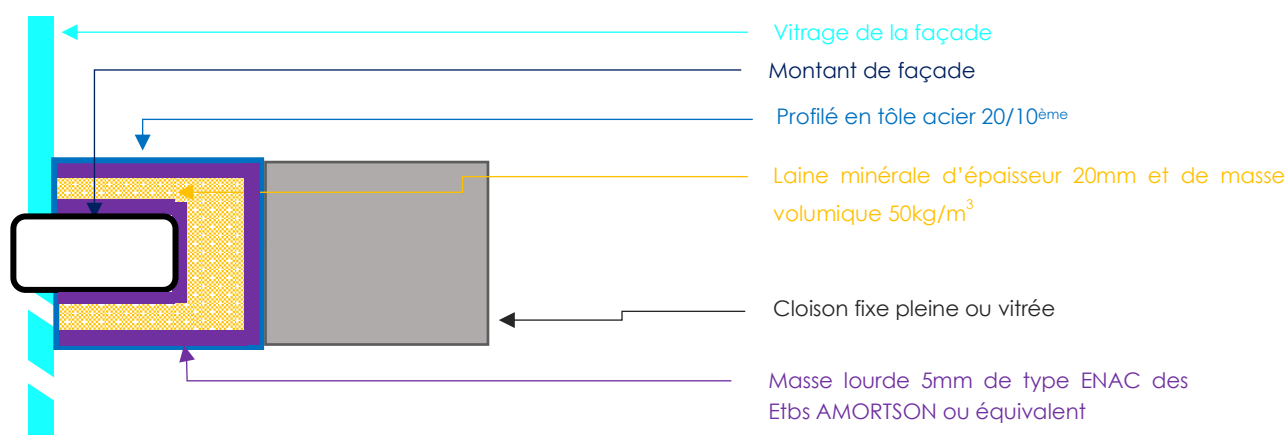 Vitrage de la façade
Montant de façade
Profilé en tôle acier 20/10ème
Laine minérale d'épaisseur 20mm et de masse
volumique 50kg/m3
Cloison fixe pleine ou vitrée
Masse lourde 5mm de type ENAC des
Etbs AMORTSON ou équivalent